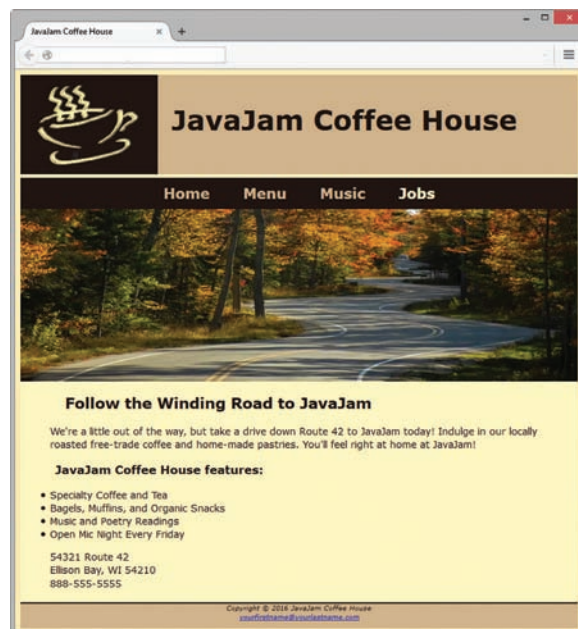 JavaJam Coffee House
JavaJam Coffee House
Home Menu Music Jobs
Follow the Winding Road to JavaJam
We're a little out of the way, but take a drive down Route 42 to JavaJam today! Indulge in our locally
roasted free-trade coffee and home-made pastries. You'll feel right at home at JavaJam!
JavaJam Coffee House features:
• Specialty Coffee and Tea
• Bagels, Muffins, and Organic Snacks
• Music and Poetry Readings
• Open Mic Night Every Friday
54321 Route 42
Ellison Bay, WI 54210
888-555-5555
Copyright © 2016 JavaJam Coffee House
yourfirstname@yourlastname.com